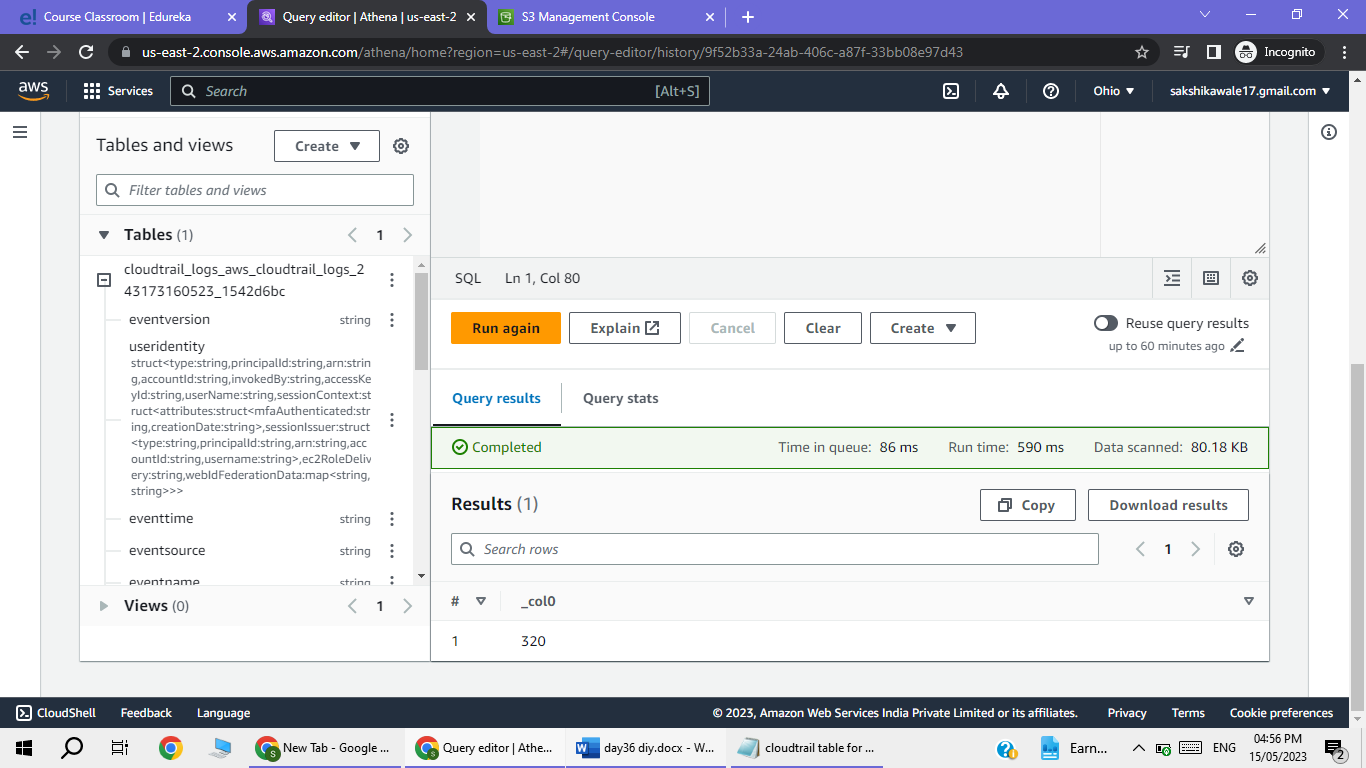 e! Course Classroom | Edureka
Query editor | Athena | us-east-2
S3 Management Console
us-east-2.console.aws.amazon.com/athena/home?region=us-east-2#/query-editor/history/9f52b33a-24ab-406c-a87f-33bb08e97d43
Incognito
aws
Services
Search
[Alt+S]
Ohio
sakshikawale17.gmail.com
Tables and views
Create
Filter tables and views
Tables (1)
1
cloudtrail_logs_aws_cloudtrail_logs_2
43173160523_1542d6bc
eventversion string
useridentity
struct<type:string,principalId:string,arn:strin
g,accountId:string,invokedBy:string,accessKe
yId:string,userName:string,sessionContext:st
ruct<attributes:struct<mfaAuthenticated:str
ing,creationDate:string>,sessionIssuer:struct
<type:string,principalId:string,arn:string,acc
ountId:string,username:string>,ec2RoleDeliv
ery:string,webIdFederationData:map<string,
string>>>
eventtime string
eventsource string
eventname string
Views (0)
1
SQL Ln 1, Col 80
Run again
Explain
Cancel
Clear
Create
Reuse query results
up to 60 minutes ago
Query results
Query stats
Completed
Time in queue: 86 ms
Run time: 590 ms
Data scanned: 80.18 KB
Results (1)
Copy
Download results
Search rows
1
# _col0
1 320
CloudShell
Feedback
Language
© 2023, Amazon Web Services India Private Limited or its affiliates.
Privacy
Terms
Cookie preferences
New Tab - Google ...
Query editor | Athe...
day36 diy.docx - W...
cloudtrail table for ...
Earn...
ENG
04:56 PM
15/05/2023
2